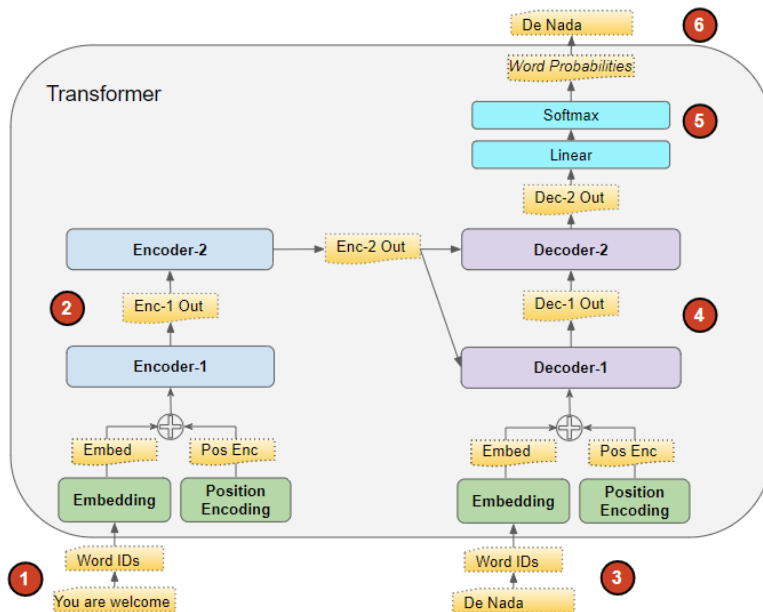 De Nada
6
Word Probabilities
Transformer
Softmax
5
Linear
Dec-2 Out
Encoder-2
Enc-2 Out
Decoder-2
2
Enc-1 Out
Dec-1 Out
4
Encoder-1
Decoder-1
Embed
Pos Enc
Embed
Pos Enc
Embedding
Position
Encoding
Embedding
Position
Encoding
1
Word IDs
Word IDs
3
You are welcome
De Nada